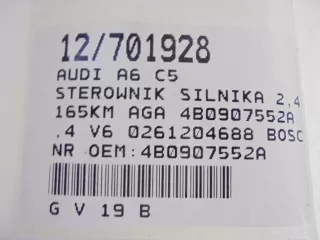 12/701928
AUDI A6 C5
STEROWNIK SILNIKA 2,4
165KM AGA 4B0907552A
.4 V6 0261204688 BOSC
NR OEM:4B0907552A
G V 19 B